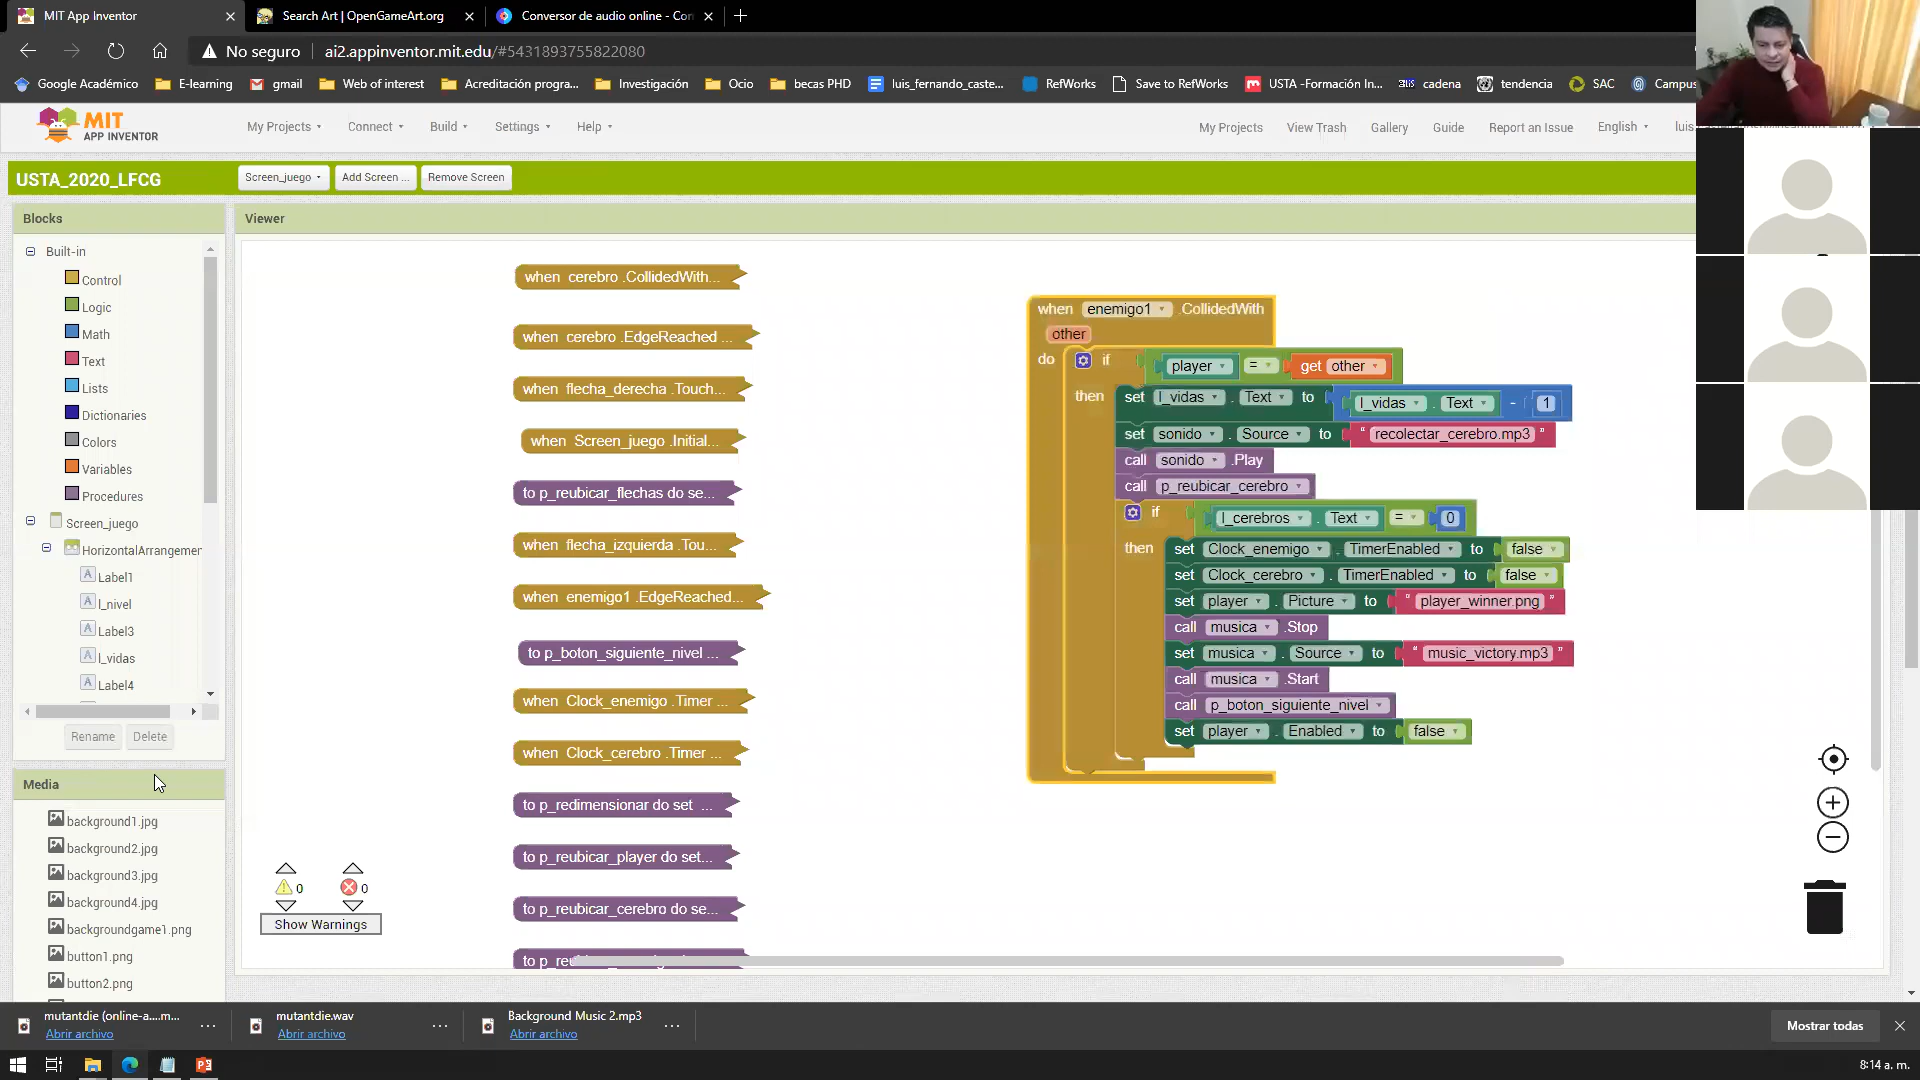 MIT App Inventor
Search Art | OpenGameArt.org
Conversor de audio online - Con
No seguro
ai2.appinventor.mit.edu/#5431893755822080
Google Académico
E-learning
gmail
Web of interest
Acreditación progra...
Investigación
Ocio
becas PHD
luis_fernando_caste...
RefWorks
Save to RefWorks
USTA -Formación In...
cadena
tendencia
SAC
Campus
MIT
APP INVENTOR
My Projects
Connect
Build
Settings
Help
My Projects
View Trash
Gallery
Guide
Report an Issue
English
USTA_2020_LFCG
Screen_juego
Add Screen ...
Remove Screen
Blocks
Built-in
Control
Logic
Math
Text
Lists
Dictionaries
Colors
Variables
Procedures
Screen_juego
HorizontalArrangemer
Label1
l_nivel
Label3
l_vidas
Label4
Rename
Delete
Media
background1.jpg
background2.jpg
background3.jpg
background4.jpg
backgroundgame1.png
button1.png
button2.png
Viewer
when cerebro .CollidedWith...
when cerebro .EdgeReached ...
when flecha_derecha .Touch...
when Screen_juego .Initial...
to p_reubicar_flechas do se...
when flecha_izquierda .Tou...
when enemigo1 .EdgeReached...
to p_boton_siguiente_nivel ...
when Clock_enemigo .Timer ...
when Clock_cerebro .Timer ...
to p_redimensionar do set ...
to p_reubicar_player do set...
to p_reubicar_cerebro do se...
when enemigo1 .CollidedWith
other
do if player = get other
then set l_vidas . Text to l_vidas . Text - 1
set sonido . Source to " recolectar_cerebro.mp3 "
call sonido .Play
call p_reubicar_cerebro
if l_cerebros . Text = 0
then set Clock_enemigo . TimerEnabled to false
set Clock_cerebro . TimerEnabled to false
set player . Picture to " player_winner.png "
call musica .Stop
set musica . Source to " music_victory.mp3 "
call musica .Start
call p_boton_siguiente_nivel
set player . Enabled to false
0
0
Show Warnings
mutantdie (online-a....m...
Abrir archivo
mutantdie.wav
Abrir archivo
Background Music 2.mp3
Abrir archivo
Mostrar todas
8:14 a. m.